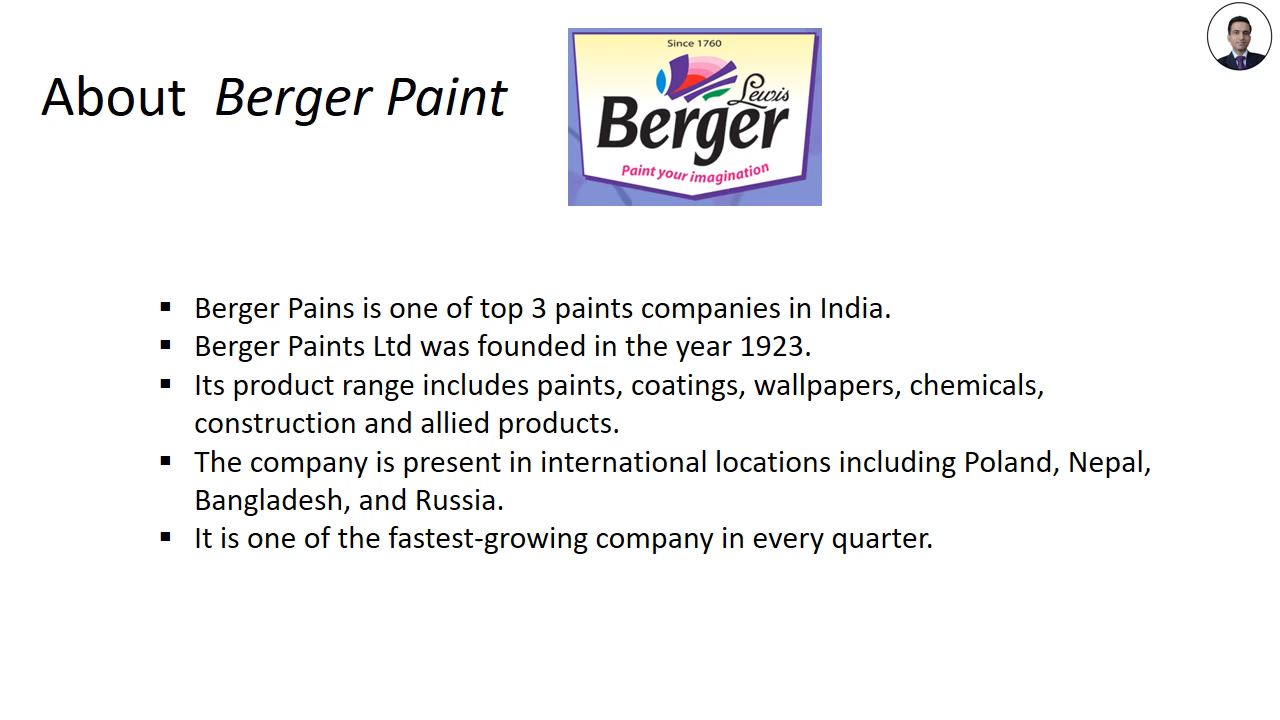 About Berger Paint
Since 1760
Lewis
Berger
Paint your imagination
▪ Berger Pains is one of top 3 paints companies in India.
▪ Berger Paints Ltd was founded in the year 1923.
▪ Its product range includes paints, coatings, wallpapers, chemicals,
construction and allied products.
▪ The company is present in international locations including Poland, Nepal,
Bangladesh, and Russia.
▪ It is one of the fastest-growing company in every quarter.